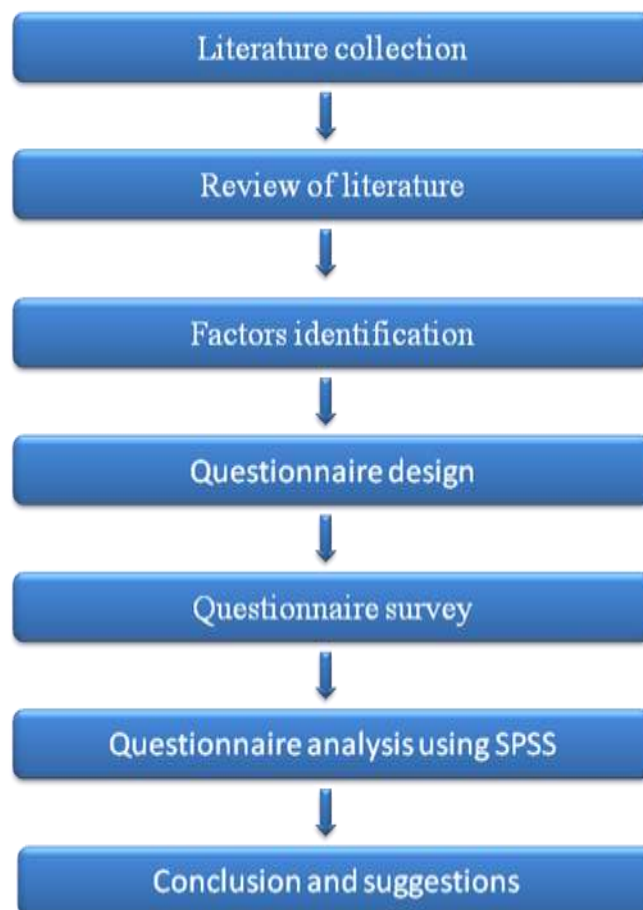 Literature collection
Review of literature
Factors identification
Questionnaire design
Questionnaire survey
Questionnaire analysis using SPSS
Conclusion and suggestions